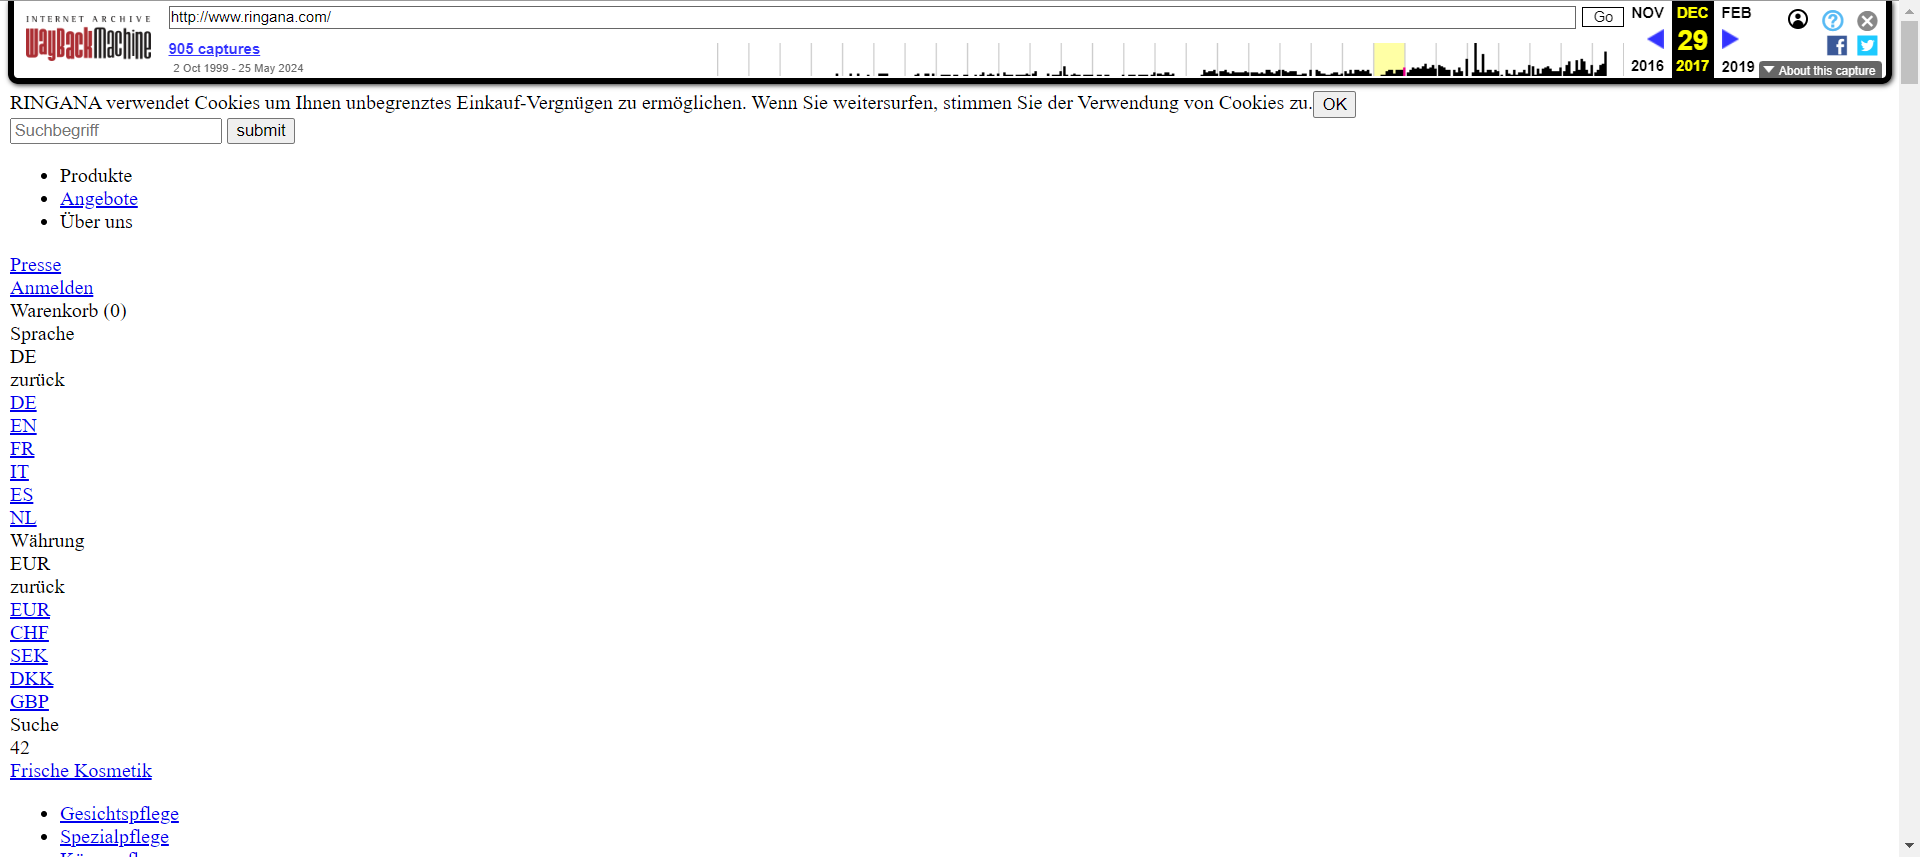 INTERNET ARCHIVE
WayBackMachine
http://www.ringana.com/
Go
NOV DEC FEB
905 captures
29
2 Oct 1999 - 25 May 2024
2016 2017 2019
About this capture
RINGANA verwendet Cookies um Ihnen unbegrenztes Einkauf-Vergnügen zu ermöglichen. Wenn Sie weitersurfen, stimmen Sie der Verwendung von Cookies zu. OK
Suchbegriff submit
Produkte
Angebote
Über uns
Presse
Anmelden
Warenkorb (0)
Sprache
DE
zurück
DE
EN
FR
IT
ES
NL
Währung
EUR
zurück
EUR
CHF
SEK
DKK
GBP
Suche
42
Frische Kosmetik
Gesichtspflege
Spezialpflege